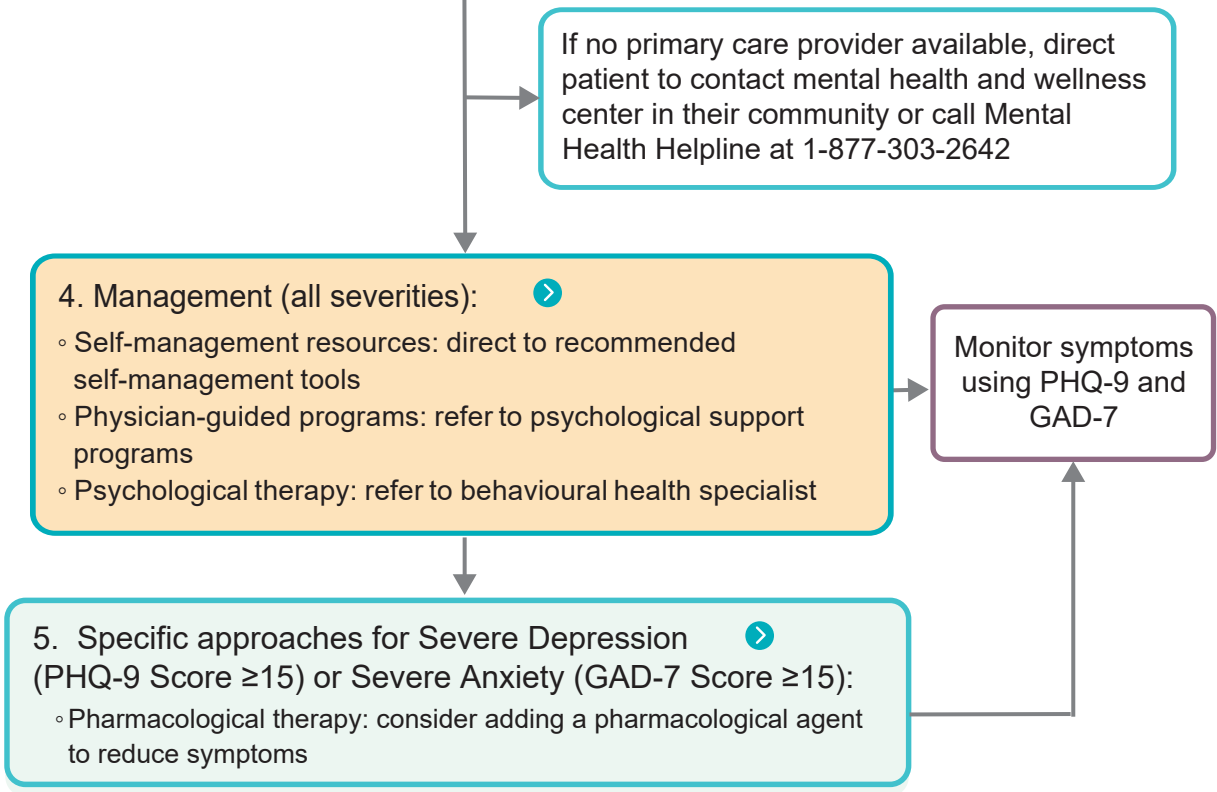 If no primary care provider available, direct
patient to contact mental health and wellness
center in their community or call Mental
Health Helpline at 1-877-303-2642
4. Management (all severities):
◦ Self-management resources: direct to recommended
self-management tools
◦ Physician-guided programs: refer to psychological support
programs
◦ Psychological therapy: refer to behavioural health specialist
Monitor symptoms
using PHQ-9 and
GAD-7
5. Specific approaches for Severe Depression
(PHQ-9 Score ≥15) or Severe Anxiety (GAD-7 Score ≥15):
◦ Pharmacological therapy: consider adding a pharmacological agent
to reduce symptoms